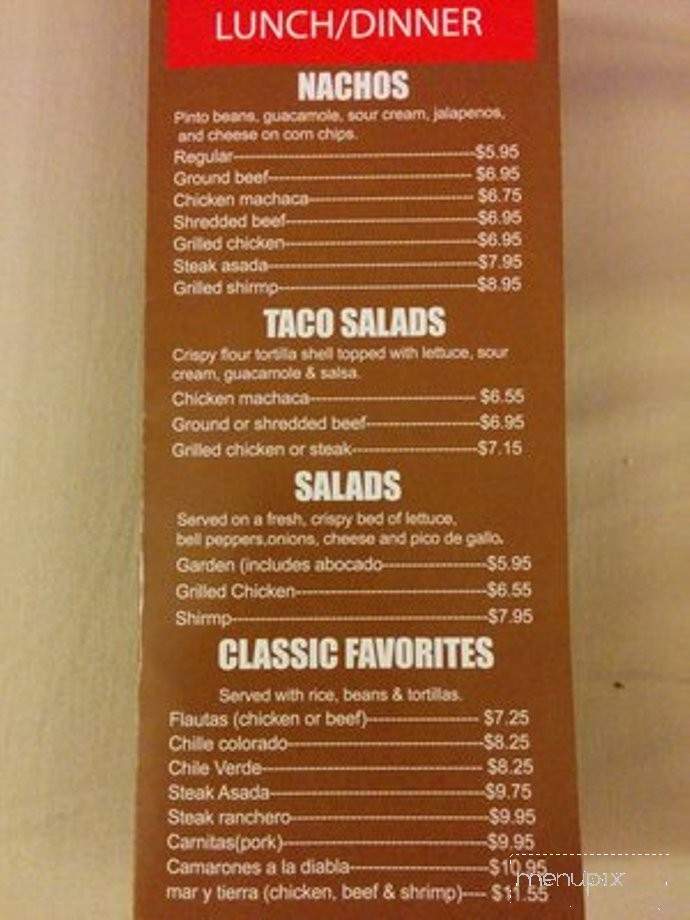 LUNCH/DINNER
NACHOS
Pinto beans, guacamole, sour cream, jalapenos,
and cheese on corn chips.
Regular $5.95
Ground beef $6.95
Chicken machaca $6.75
Shredded beef $6.95
Grilled chicken $6.95
Steak asada $7.95
Grilled shirmp $8.95
TACO SALADS
Crispy flour tortilla shell topped with lettuce, sour
cream, guacamole & salsa.
Chicken machaca $6.55
Ground or shredded beef $6.95
Grilled chicken or steak $7.15
SALADS
Served on a fresh, crispy bed of lettuce,
bell peppers,onions, cheese and pico de gallo.
Garden (includes abocado $5.95
Grilled Chicken $6.55
Shirmp $7.95
CLASSIC FAVORITES
Served with rice, beans & tortillas.
Flautas (chicken or beef) $7.25
Chille colorado $8.25
Chile Verde $8.25
Steak Asada $9.75
Steak ranchero $9.95
Carnitas(pork) $9.95
Camarones a la diabla $10.95
mar y tierra (chicken, beef & shrimp) $11.55
menupix